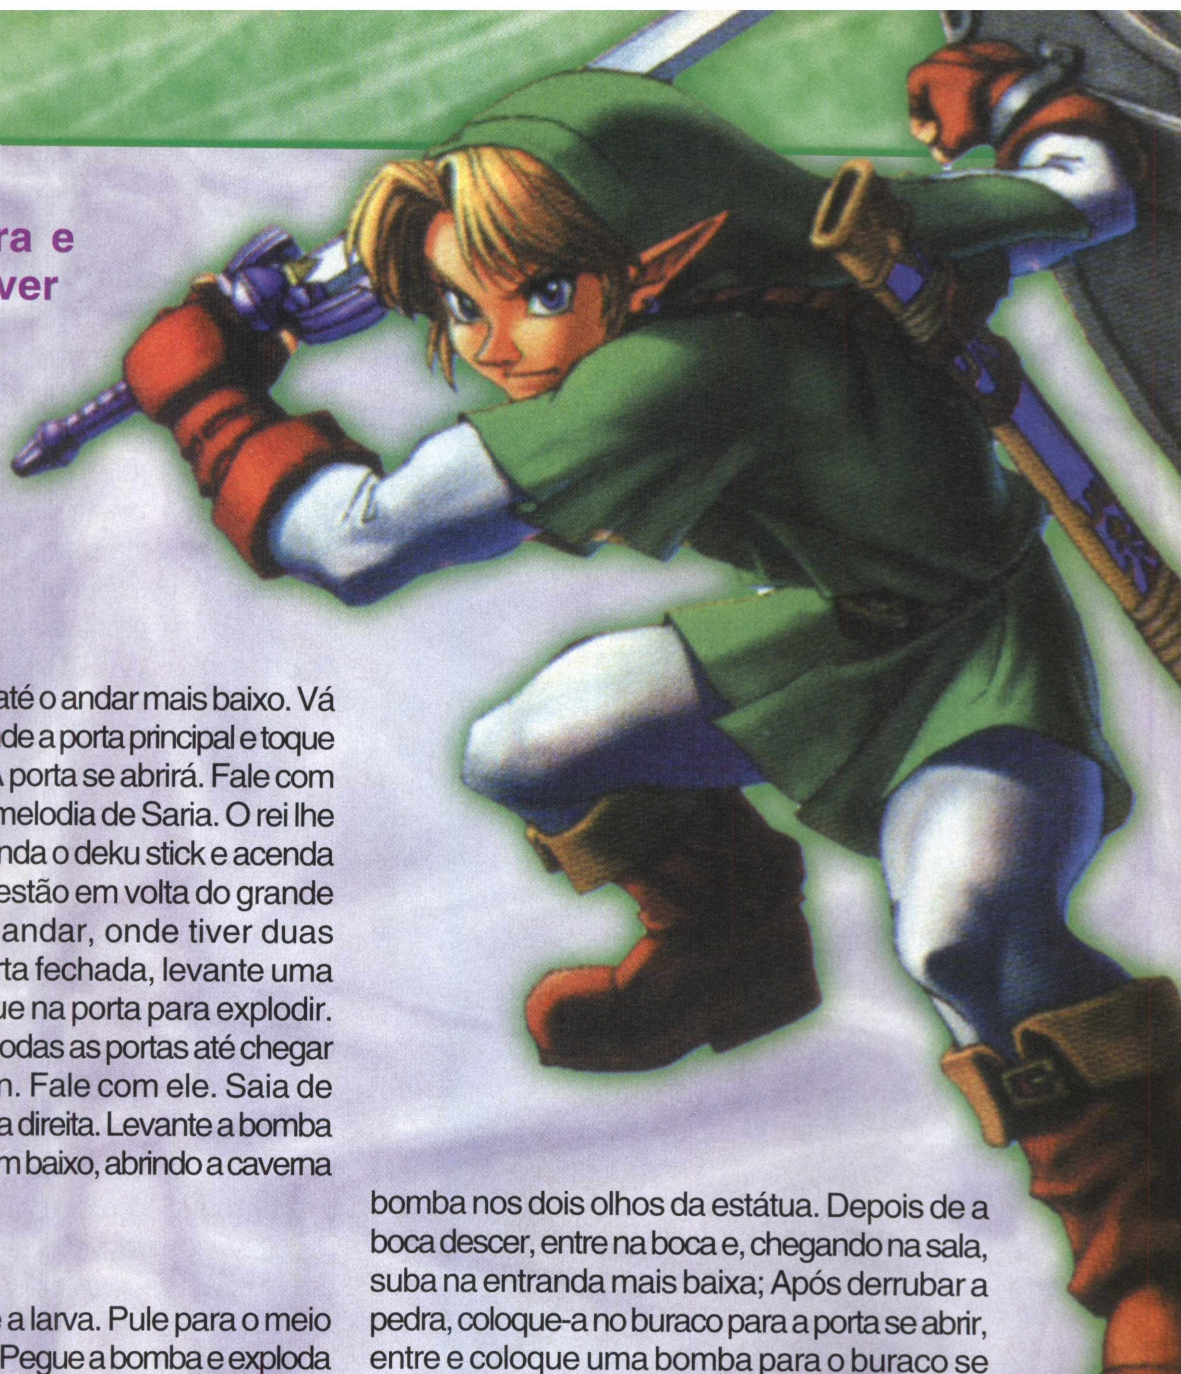 ra e
ver
até o andar mais baixo. Vá
de a porta principal e toque
A porta se abrirá. Fale com
melodia de Saria. O rei lhe
nda o deku stick e acenda
estão em volta do grande
andar, onde tiver duas
rta fechada, levante uma
ue na porta para explodir.
odas as portas até chegar
n. Fale com ele. Saia de
a direita. Levante a bomba
m baixo, abrindo a caverna
a larva. Pule para o meio
Pegue a bomba e exploda
bomba nos dois olhos da estátua. Depois de a
boca descer, entre na boca e, chegando na sala,
suba na entranda mais baixa; Após derrubar a
pedra, coloque-a no buraco para a porta se abrir,
entre e coloque uma bomba para o buraco se